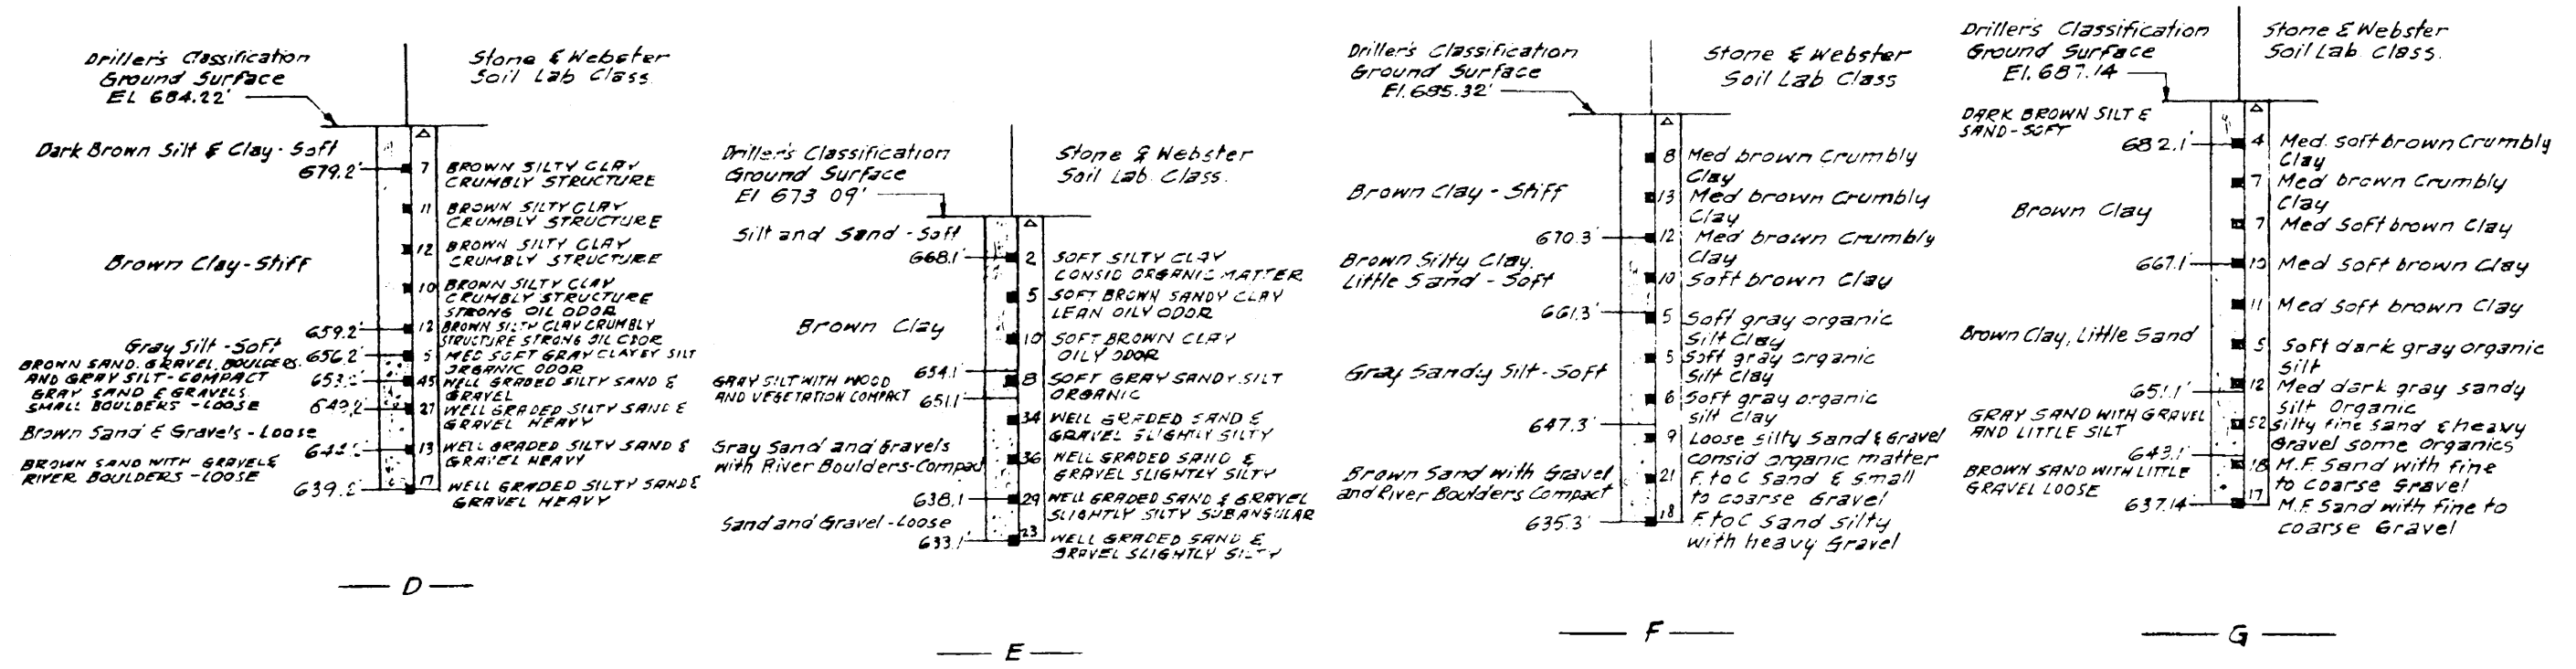 Driller's Classification
Ground Surface
El 684.22'
Stone & Webster
Soil Lab Class.
Dark Brown Silt & Clay - Soft
679.2'
Brown Clay-Stiff
659.2'
Gray Silt - Soft
656.2'
BROWN SAND, GRAVEL, BOULDERS
AND GRAY SILT - COMPACT
GRAY SAND & GRAVELS
SMALL BOULDERS - LOOSE
649.2'
Brown Sand & Gravels - Loose
BROWN SAND WITH GRAVEL &
RIVER BOULDERS - LOOSE
639.2'
7 BROWN SILTY CLAY
CRUMBLY STRUCTURE
11 BROWN SILTY CLAY
CRUMBLY STRUCTURE
12 BROWN SILTY CLAY
CRUMBLY STRUCTURE
10 BROWN SILTY CLAY
CRUMBLY STRUCTURE
STRONG OIL ODOR
12 BROWN SILTY CLAY CRUMBLY
STRUCTURE STRONG OIL ODOR
5 MED SOFT GRAY CLAYEY SILT
ORGANIC ODOR
45 WELL GRADED SILTY SAND &
GRAVEL
27 WELL GRADED SILTY SAND &
GRAVEL HEAVY
13 WELL GRADED SILTY SAND &
GRAVEL HEAVY
17 WELL GRADED SILTY SAND &
GRAVEL HEAVY
D
Driller's Classification
Ground Surface
El 673 09'
Stone & Webster
Soil Lab. Class.
Silt and Sand - Soft
668.1'
Brown Clay
654.1'
GRAY SILT WITH WOOD
AND VEGETATION COMPACT
651.1'
Gray Sand and Gravels
with River Boulders-Compact
638.1
Sand and Gravel - Loose
633.1'
2 SOFT SILTY CLAY
CONSID ORGANIC MATTER
5 SOFT BROWN SANDY CLAY
LEAN OILY ODOR
10 SOFT BROWN CLAY
OILY ODOR
8 SOFT GRAY SANDY SILT
ORGANIC
34 WELL GRADED SAND &
GRAVEL SLIGHTLY SILTY
36 WELL GRADED SAND &
GRAVEL SLIGHTLY SILTY
29 WELL GRADED SAND & GRAVEL
SLIGHTLY SILTY SUBANGULAR
23 WELL GRADED SAND &
GRAVEL SLIGHTLY SILTY
E
Driller's Classification
Ground Surface
El. 685.32'
Stone & Webster
Soil Lab Class
Brown Clay - Stiff
670.3'
Brown Silty Clay,
Little Sand - Soft
661.3'
Gray Sandy Silt - Soft
647.3'
Brown Sand with Gravel
and River Boulders Compact
635.3'
8 Med brown Crumbly
Clay
13 Med brown Crumbly
Clay
12 Med brown Crumbly
Clay
10 Soft brown Clay
5 Soft gray organic
Silt Clay
5 Soft gray organic
Silt Clay
6 Soft gray organic
silt Clay
9 Loose silty Sand & Gravel
consid organic matter
21 F. to C Sand & Small
to coarse Gravel
18 F. to C Sand silty
with heavy Gravel
F
Driller's Classification
Ground Surface
El. 687.14
Stone & Webster
Soil Lab Class.
DARK BROWN SILT &
SAND - SOFT
682.1'
Brown Clay
667.1'
Brown Clay, Little Sand
651.1'
GRAY SAND WITH GRAVEL
AND LITTLE SILT
643.1'
BROWN SAND WITH LITTLE
GRAVEL LOOSE
637.14
4 Med. soft brown Crumbly
Clay
7 Med brown Crumbly
Clay
7 Med Soft brown Clay
10 Med soft brown Clay
11 Med soft brown Clay
5 Soft dark gray organic
silt
12 Med dark gray sandy
Silt Organic
52 silty fine sand & heavy
Gravel some organics
18 M.F. Sand with fine
to coarse Gravel
17 M.F. Sand with fine to
coarse Gravel
G